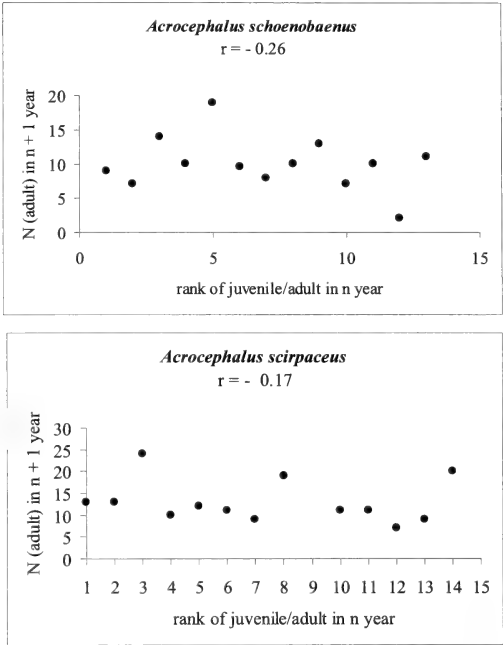 Acrocephalus schoenobaenus
r = - 0.26
N (adult) in n + 1 year
20
15
10
5
0
0 5 10 15
rank of juvenile/adult in n year
Acrocephalus scirpaceus
r = - 0.17
N (adult) in n + 1 year
30
25
20
15
10
5
0
1 2 3 4 5 6 7 8 9 10 11 12 13 14 15
rank of juvenile/adult in n year